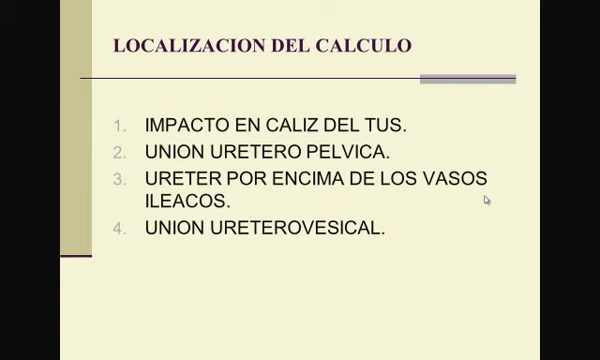 LOCALIZACION DEL CALCULO
1. IMPACTO EN CALIZ DEL TUS.
2. UNION URETERO PELVICA.
3. URETER POR ENCIMA DE LOS VASOS
ILEACOS.
4. UNION URETEROVESICAL.